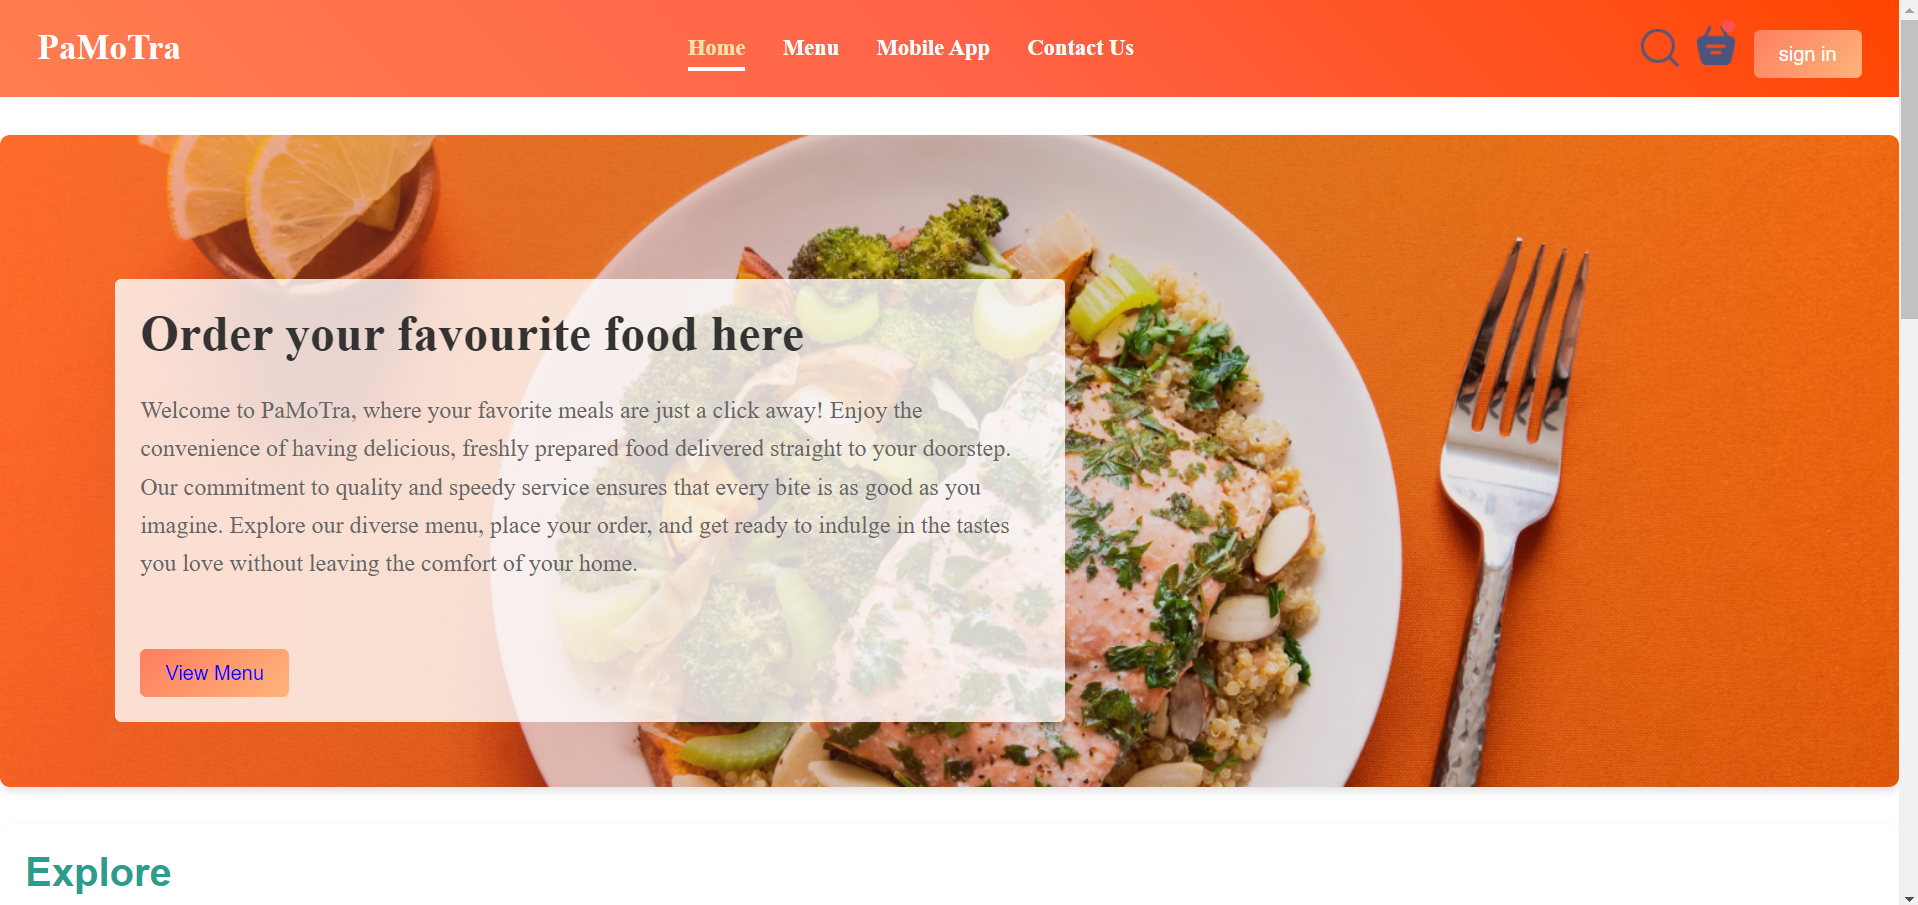 PaMoTra
Home Menu Mobile App Contact Us
sign in
Order your favourite food here
Welcome to PaMoTra, where your favorite meals are just a click away! Enjoy the
convenience of having delicious, freshly prepared food delivered straight to your doorstep.
Our commitment to quality and speedy service ensures that every bite is as good as you
imagine. Explore our diverse menu, place your order, and get ready to indulge in the tastes
you love without leaving the comfort of your home.
View Menu
Explore